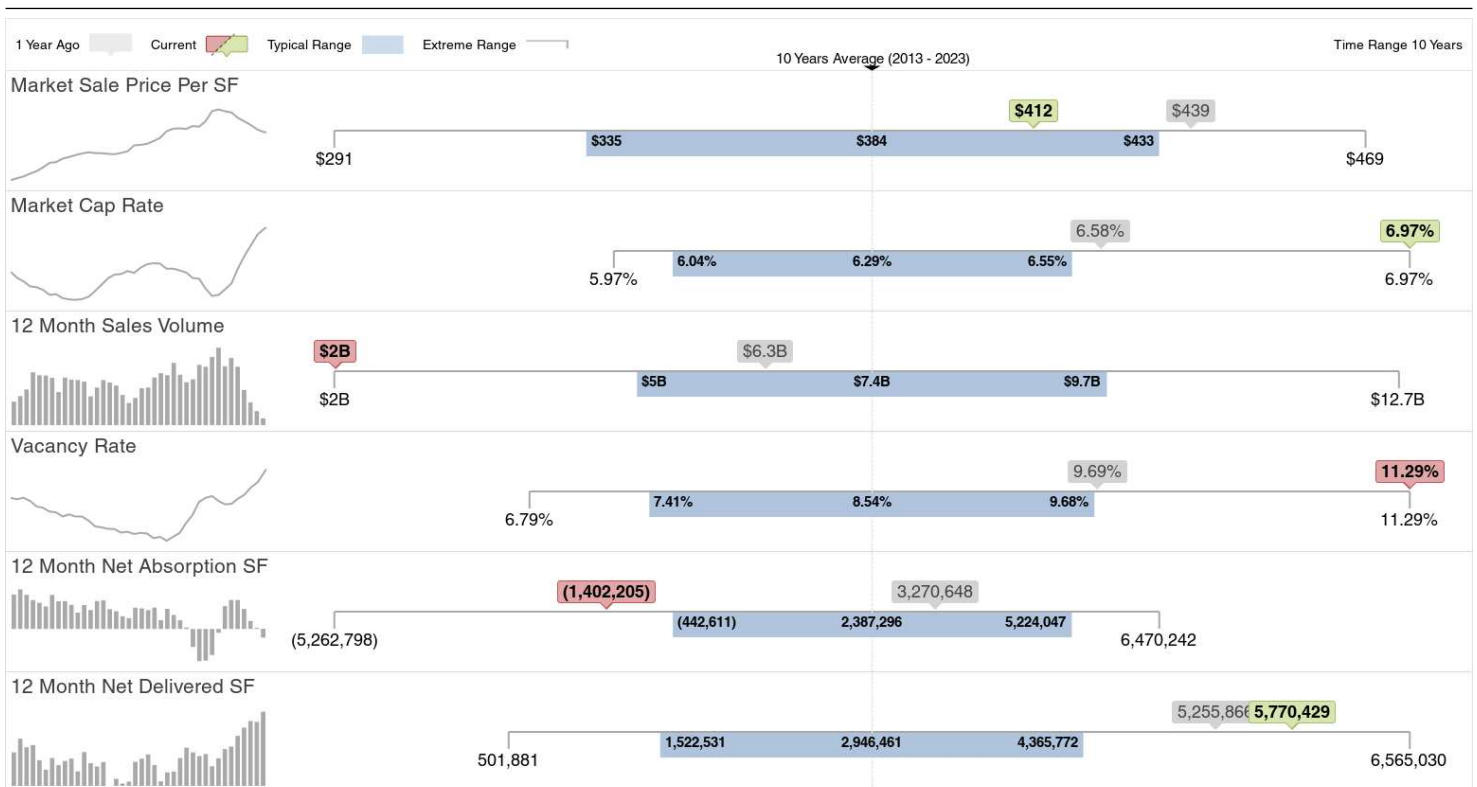 1 Year Ago Current Typical Range Extreme Range Time Range 10 Years
10 Years Average (2013 - 2023)
Market Sale Price Per SF
$412 $439
$335 $384 $433
$291 $469
Market Cap Rate
6.58% 6.97%
6.04% 6.29% 6.55%
5.97% 6.97%
12 Month Sales Volume
$2B $6.3B
$5B $7.4B $9.7B
$2B $12.7B
Vacancy Rate
9.69% 11.29%
7.41% 8.54% 9.68%
6.79% 11.29%
12 Month Net Absorption SF
(1,402,205) 3,270,648
(442,611) 2,387,296 5,224,047
(5,262,798) 6,470,242
12 Month Net Delivered SF
5,255,866 5,770,429
1,522,531 2,946,461 4,365,772
501,881 6,565,030